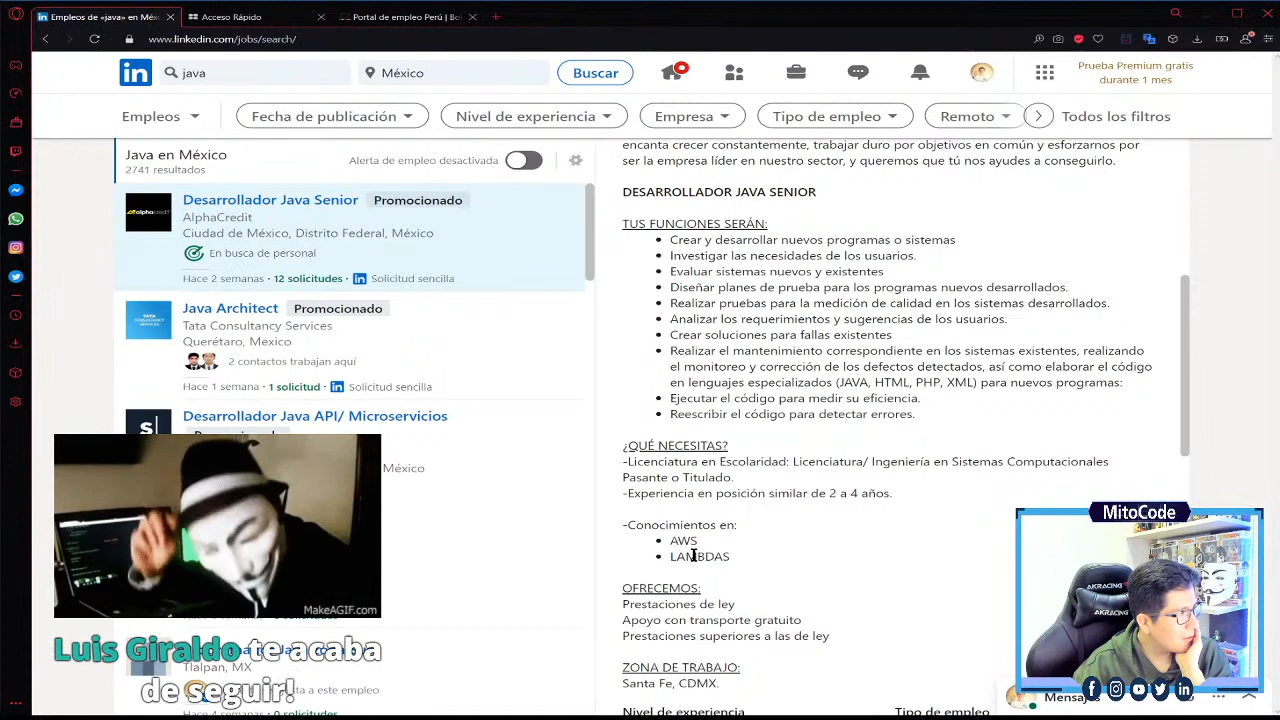 Empleos de «java» en Méx
Acceso Rápido
Portal de empleo Perú | Bol
www.linkedin.com/jobs/search/
in
java
México
Buscar
Prueba Premium gratis
durante 1 mes
Empleos
Fecha de publicación
Nivel de experiencia
Empresa
Tipo de empleo
Remoto
Todos los filtros
Java en México
2741 resultados
Alerta de empleo desactivada
Desarrollador Java Senior
Promocionado
AlphaCredit
Ciudad de México, Distrito Federal, México
En busca de personal
Hace 2 semanas · 12 solicitudes · in Solicitud sencilla
Java Architect
Promocionado
Tata Consultancy Services
Querétaro, Mexico
2 contactos trabajan aquí
Hace 1 semana · 1 solicitud · in Solicitud sencilla
Desarrollador Java API/ Microservicios
México
Tlalpan, MX
a este empleo
Hace 4 semanas · 0 solicitudes ·
encanta crecer constantemente, trabajar duro por objetivos en común y esforzarnos por
ser la empresa líder en nuestro sector, y queremos que tú nos ayudes a conseguirlo.
DESARROLLADOR JAVA SENIOR
TUS FUNCIONES SERÁN:
• Crear y desarrollar nuevos programas o sistemas
• Investigar las necesidades de los usuarios.
• Evaluar sistemas nuevos y existentes
• Diseñar planes de prueba para los programas nuevos desarrollados.
• Realizar pruebas para la medición de calidad en los sistemas desarrollados.
• Analizar los requerimientos y sugerencias de los usuarios.
• Crear soluciones para fallas existentes
• Realizar el mantenimiento correspondiente en los sistemas existentes, realizando
el monitoreo y corrección de los defectos detectados, así como elaborar el código
en lenguajes especializados (JAVA, HTML, PHP, XML) para nuevos programas:
• Ejecutar el código para medir su eficiencia.
• Reescribir el código para detectar errores.
¿QUÉ NECESITAS?
-Licenciatura en Escolaridad: Licenciatura/ Ingeniería en Sistemas Computacionales
Pasante o Titulado.
-Experiencia en posición similar de 2 a 4 años.
-Conocimientos en:
• AWS
• LAMBDAS
OFRECEMOS:
Prestaciones de ley
Apoyo con transporte gratuito
Prestaciones superiores a las de ley
ZONA DE TRABAJO:
Santa Fe, CDMX.
Nivel de experiencia
Tipo de empleo
MakeAGIF.com
Luis Giraldo te acaba
de seguir!
MitoCode
AKRACING
AKRACING
Mensajes